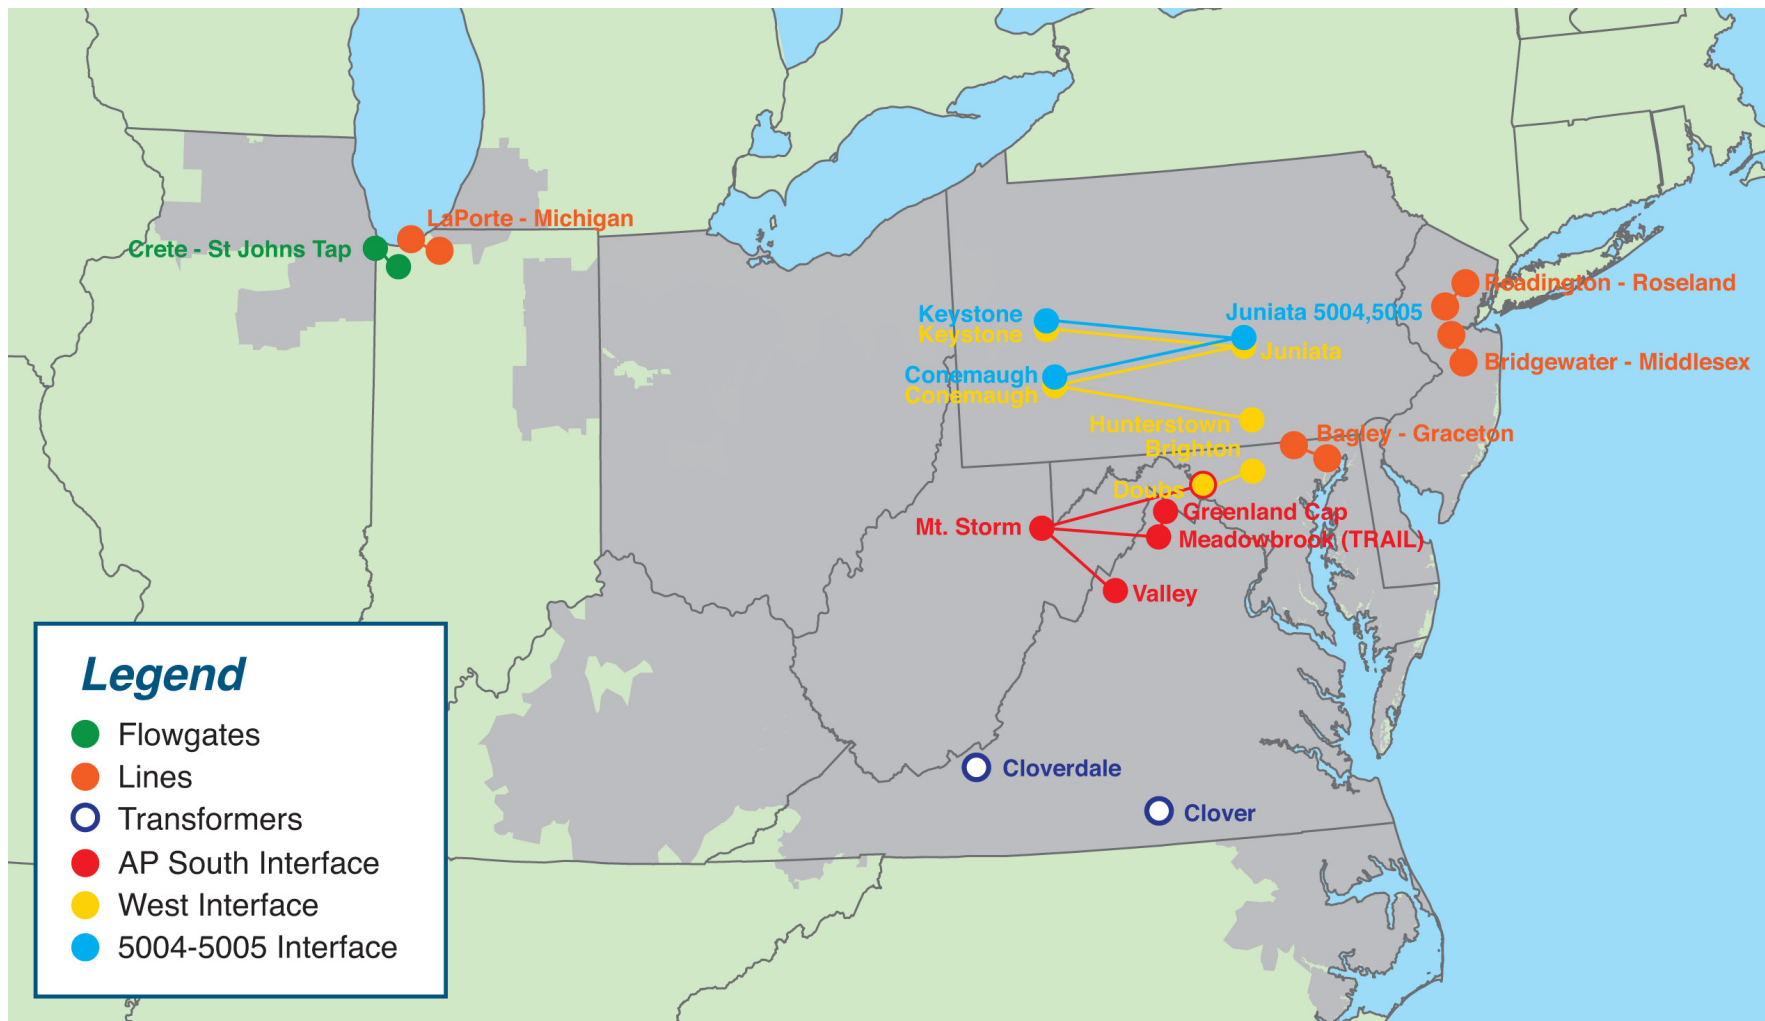 LaPorte - Michigan
Crete - St Johns Tap
Readington - Roseland
Keystone
Juniata 5004,5005
Keystone
Juniata
Bridgewater - Middlesex
Conemaugh
Conemaugh
Hunterstown
Bagley - Graceton
Brighton
Doubs
Greenland Cap
Mt. Storm
Meadowbrook (TRAIL)
Valley
Cloverdale
Clover
Legend
Flowgates
Lines
Transformers
AP South Interface
West Interface
5004-5005 Interface